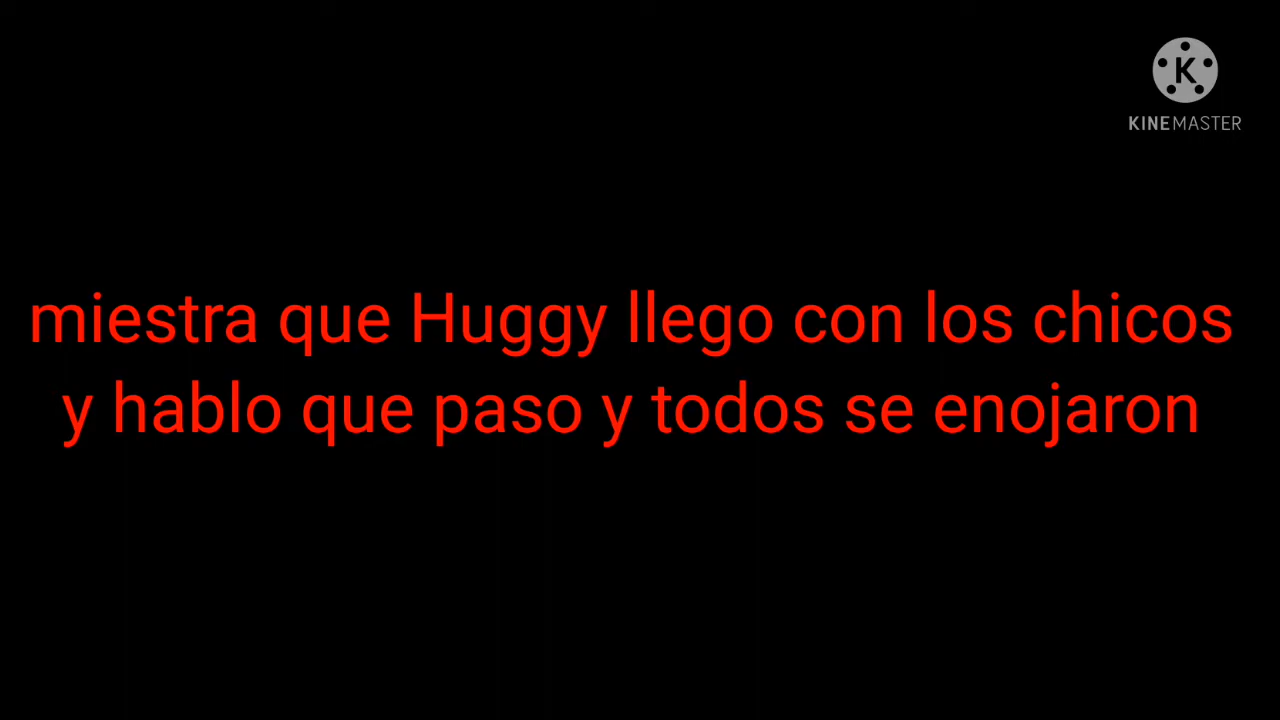 K
KINEMASTER
miestra que Huggy llego con los chicos
y hablo que paso y todos se enojaron